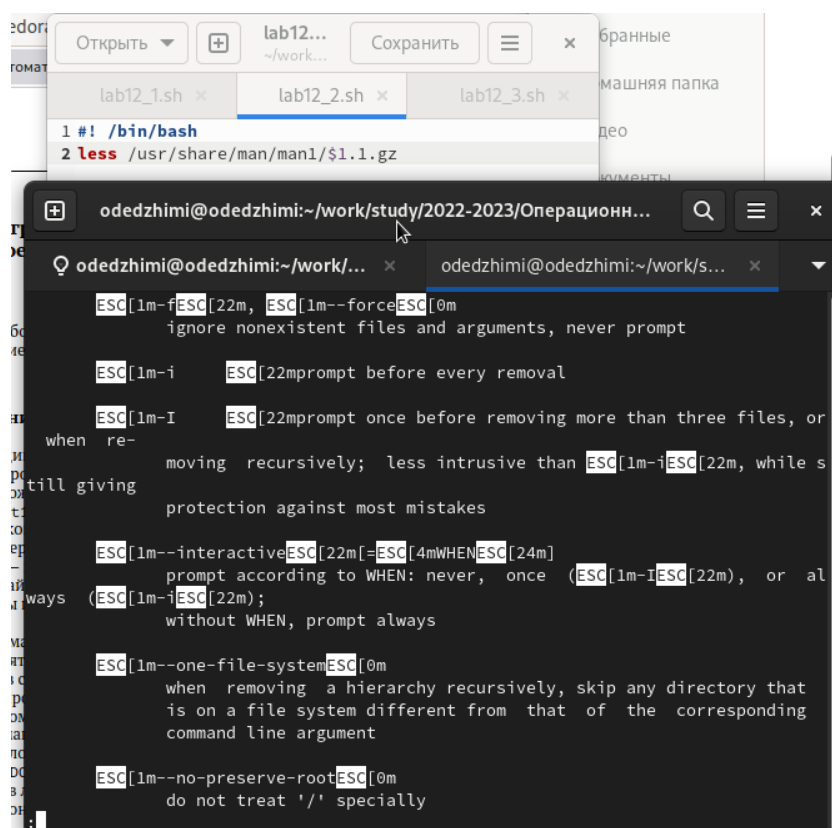 Открыть
lab12...
~/work...
Сохранить
бранные
lab12_1.sh
lab12_2.sh
lab12_3.sh
папка
1 #! /bin/bash
2 less /usr/share/man/man1/$1.1.gz
odedzhimi@odedzhimi:~/work/study/2022-2023/Операционн...
odedzhimi@odedzhimi:~/work/...
odedzhimi@odedzhimi:~/work/s...
ESC[1m-fESC[22m, ESC[1m--forceESC[0m
ignore nonexistent files and arguments, never prompt
ESC[1m-i ESC[22mprompt before every removal
ESC[1m-I ESC[22mprompt once before removing more than three files, or
when re-
moving recursively; less intrusive than ESC[1m-iESC[22m, while s
till giving
protection against most mistakes
ESC[1m--interactiveESC[22m[=ESC[4mWHENESC[24m]
prompt according to WHEN: never, once (ESC[1m-IESC[22m), or al
ways (ESC[1m-iESC[22m);
without WHEN, prompt always
ESC[1m--one-file-systemESC[0m
when removing a hierarchy recursively, skip any directory that
is on a file system different from that of the corresponding
command line argument
ESC[1m--no-preserve-rootESC[0m
do not treat '/' specially
: